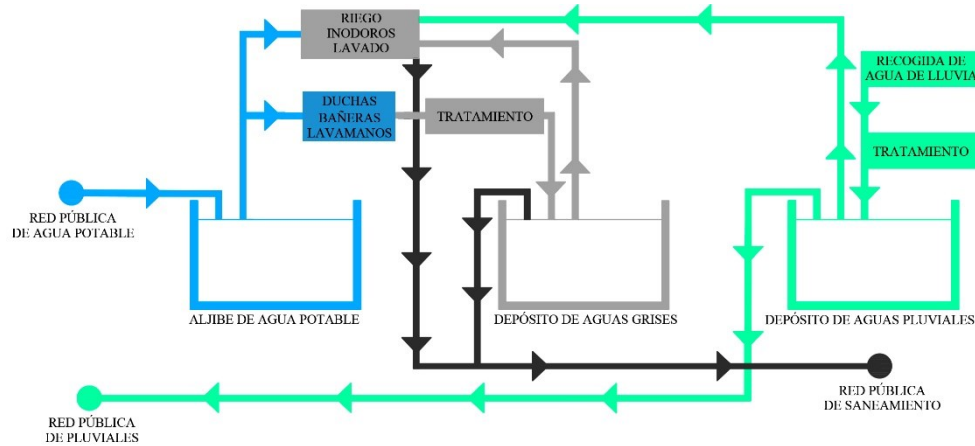 RIEGO
INODOROS
LAVADO
RECOGIDA DE
AGUA DE LLUVIA
DUCHAS
BAÑERAS
LAVAMANOS
TRATAMIENTO
TRATAMIENTO
RED PÚBLICA
DE AGUA POTABLE
ALJIBE DE AGUA POTABLE
DEPÓSITO DE AGUAS GRISES
DEPÓSITO DE AGUAS PLUVIALES
RED PÚBLICA
DE SANEAMIENTO
RED PÚBLICA
DE PLUVIALES